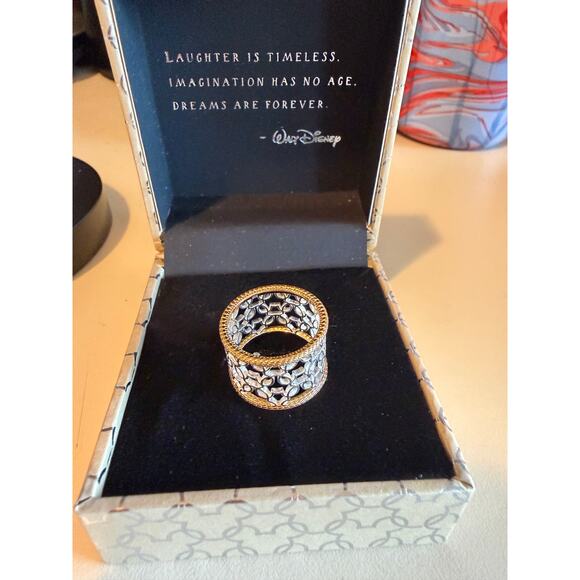 LAUGHTER IS TIMELESS.
IMAGINATION HAS NO AGE.
DREAMS ARE FOREVER.
- WALT DISNEY